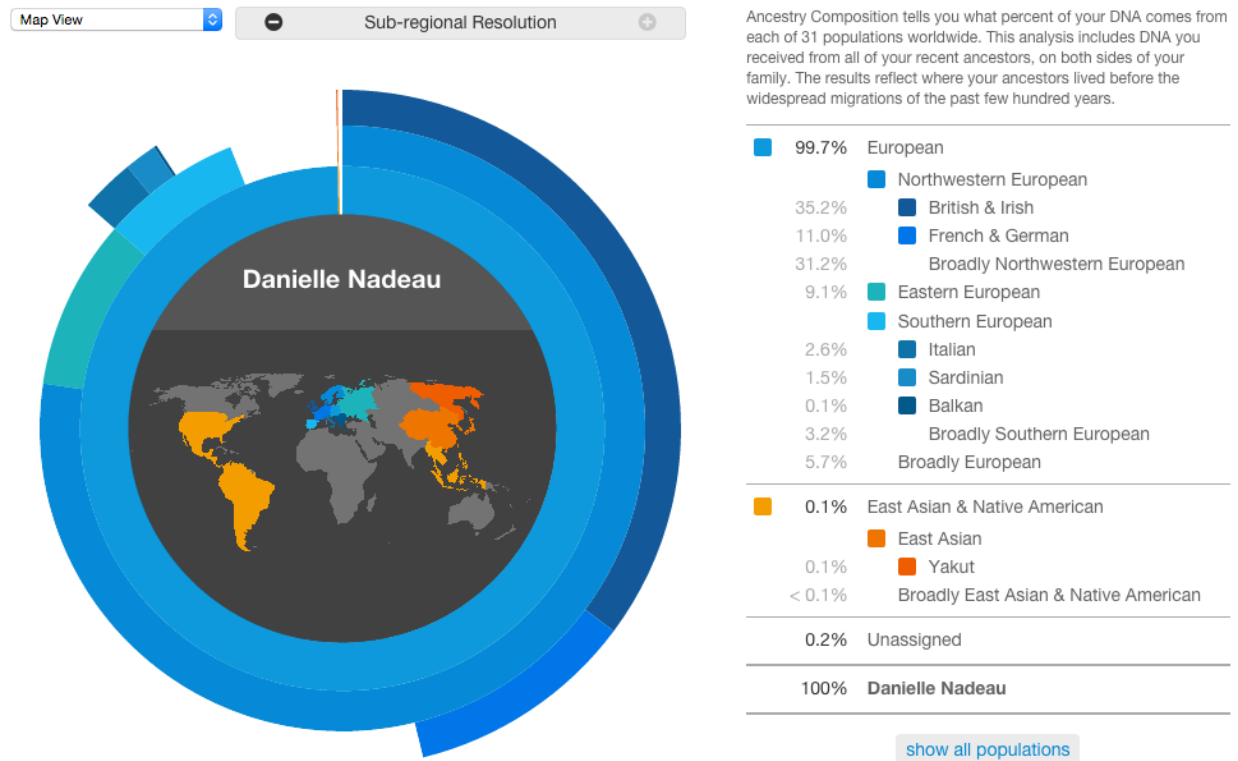 Map View
Sub-regional Resolution
Danielle Nadeau
Ancestry Composition tells you what percent of your DNA comes from
each of 31 populations worldwide. This analysis includes DNA you
received from all of your recent ancestors, on both sides of your
family. The results reflect where your ancestors lived before the
widespread migrations of the past few hundred years.
99.7% European
Northwestern European
35.2% British & Irish
11.0% French & German
31.2% Broadly Northwestern European
9.1% Eastern European
Southern European
2.6% Italian
1.5% Sardinian
0.1% Balkan
3.2% Broadly Southern European
5.7% Broadly European
0.1% East Asian & Native American
East Asian
0.1% Yakut
< 0.1% Broadly East Asian & Native American
0.2% Unassigned
100% Danielle Nadeau
show all populations